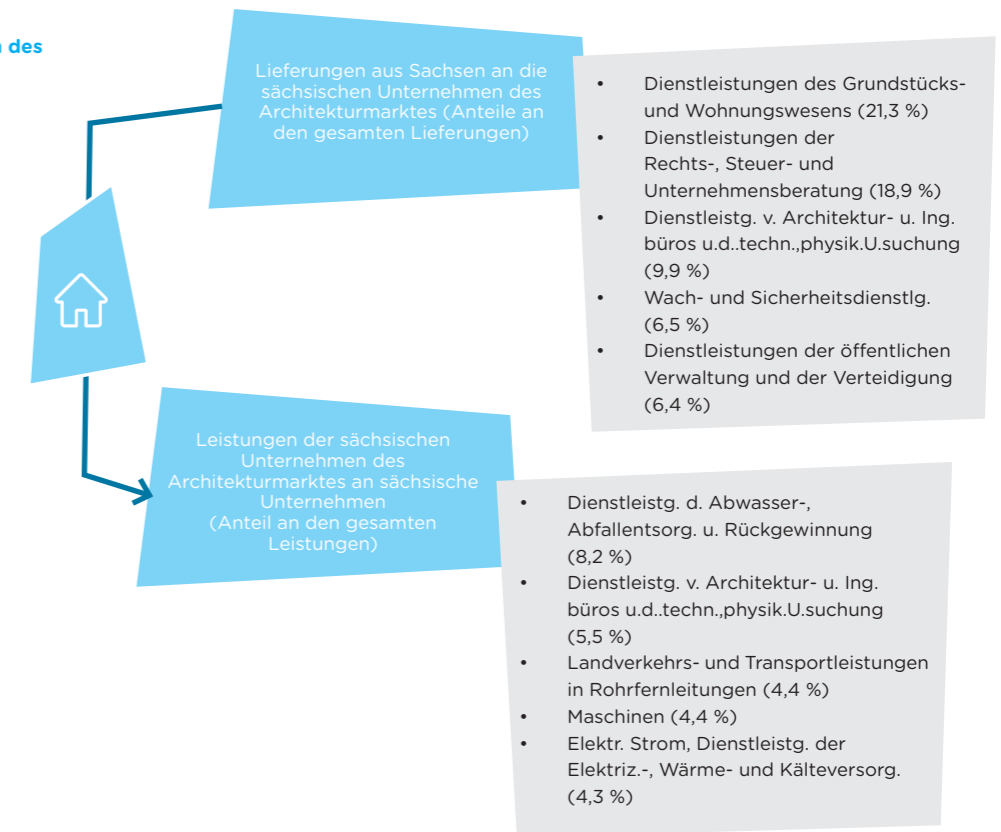 des
Lieferungen aus Sachsen an die
sächsischen Unternehmen des
Architekturmarktes (Anteile an
den gesamten Lieferungen)
• Dienstleistungen des Grundstücks-
und Wohnungswesens (21,3 %)
• Dienstleistungen der
Rechts-, Steuer- und
Unternehmensberatung (18,9 %)
• Dienstleistg. v. Architektur- u. Ing.
büros u.d..techn.,physik.U.suchung
(9,9 %)
• Wach- und Sicherheitsdienstlg.
(6,5 %)
• Dienstleistungen der öffentlichen
Verwaltung und der Verteidigung
(6,4 %)
Leistungen der sächsischen
Unternehmen des
Architekturmarktes an sächsische
Unternehmen
(Anteil an den gesamten
Leistungen)
• Dienstleistg. d. Abwasser-,
Abfallentsorg. u. Rückgewinnung
(8,2 %)
• Dienstleistg. v. Architektur- u. Ing.
büros u.d..techn.,physik.U.suchung
(5,5 %)
• Landverkehrs- und Transportleistungen
in Rohrfernleitungen (4,4 %)
• Maschinen (4,4 %)
• Elektr. Strom, Dienstleistg. der
Elektriz.-, Wärme- und Kälteversorg.
(4,3 %)